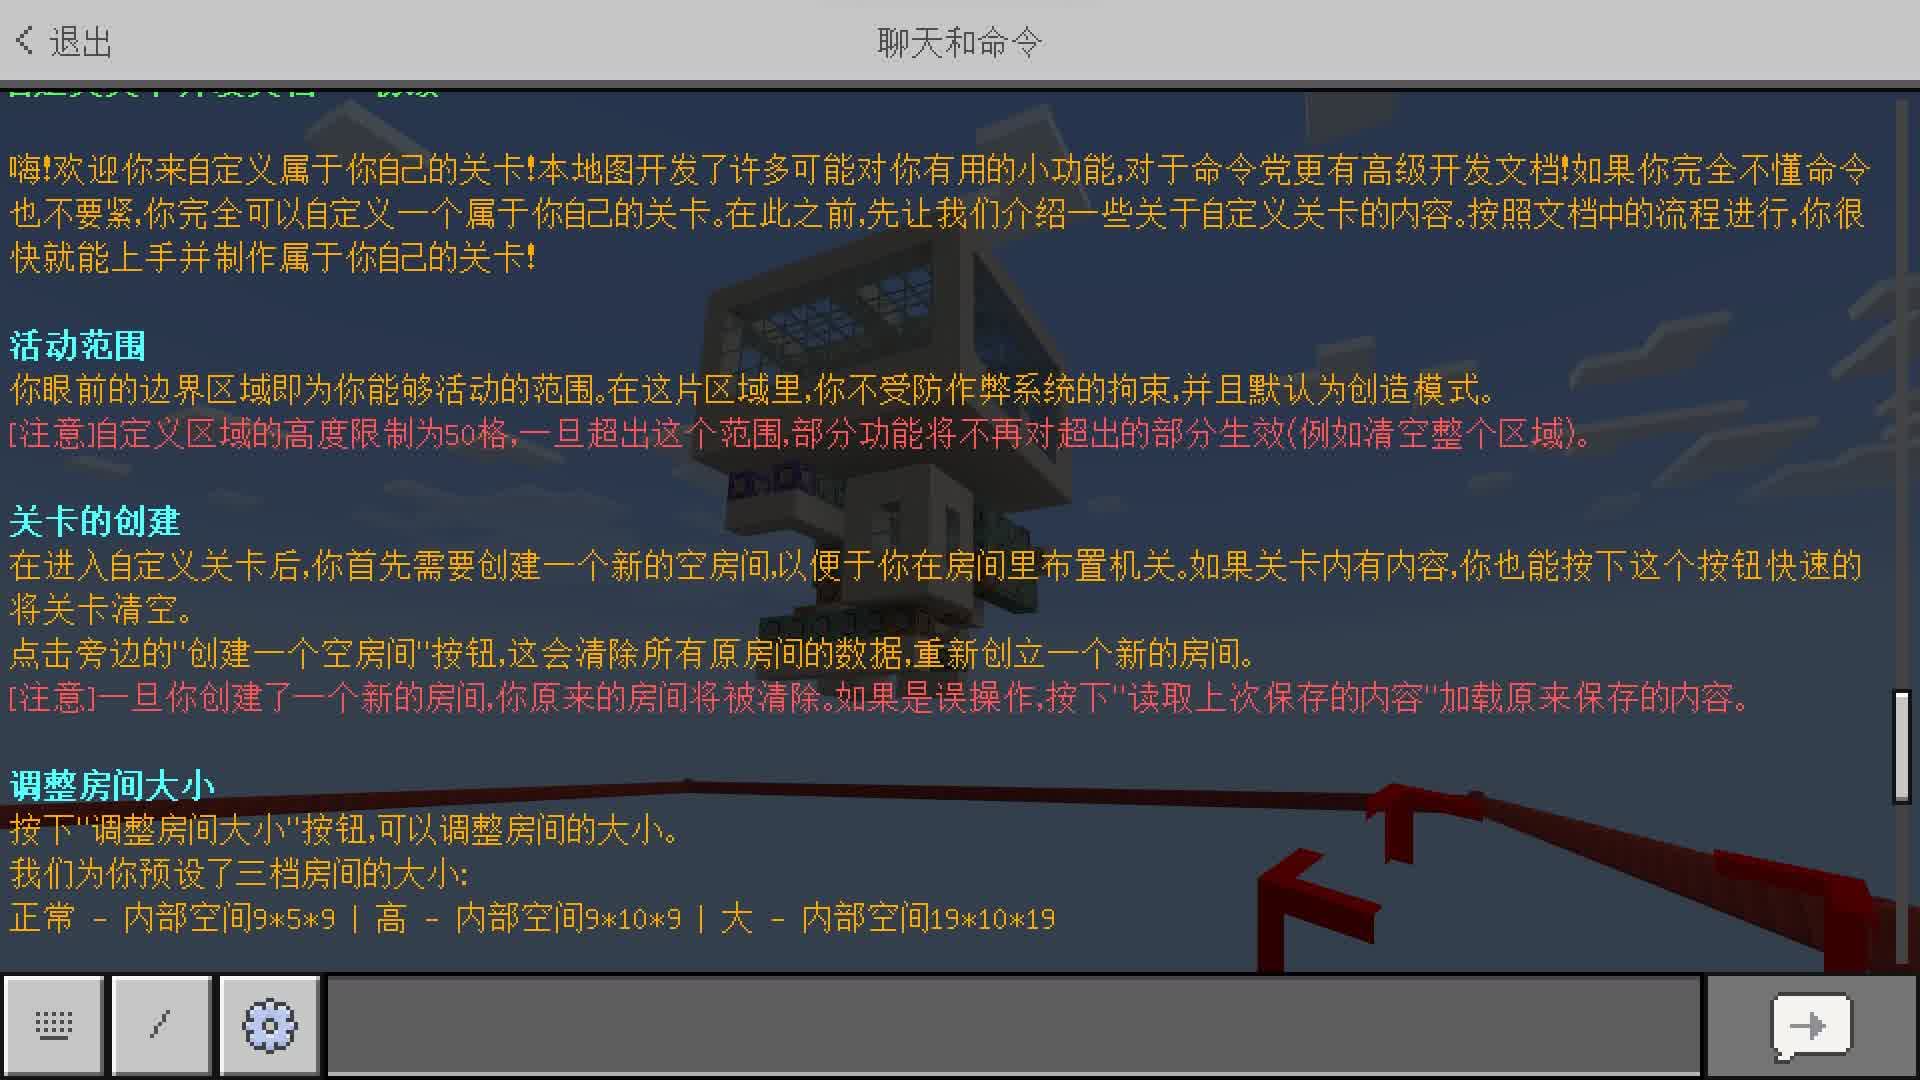 退出
聊天和命令
嗨!欢迎你来自定义属于你自己的关卡!本地图开发了许多可能对你有用的小功能,对于命令党更有高级开发文档!如果你完全不懂命令
也不要紧,你完全可以自定义一个属于你自己的关卡。在此之前,先让我们介绍一些关于自定义关卡的内容。按照文档中的流程进行,你很
快就能上手并制作属于你自己的关卡!
活动范围
你眼前的边界区域即为你能够活动的范围。在这片区域里,你不受防作弊系统的拘束,并且默认为创造模式。
[注意]自定义区域的高度限制为50格,一旦超出这个范围,部分功能将不再对超出的部分生效(例如清空整个区域)。
关卡的创建
在进入自定义关卡后,你首先需要创建一个新的空房间,以便于你在房间里布置机关。如果关卡内有内容,你也能按下这个按钮快速的
将关卡清空。
点击旁边的"创建一个空房间"按钮,这会清除所有原房间的数据,重新创立一个新的房间。
[注意]一旦你创建了一个新的房间,你原来的房间将被清除。如果是误操作,按下"读取上次保存的内容"加载原来保存的内容。
调整房间大小
按下"调整房间大小"按钮,可以调整房间的大小。
我们为你预设了三档房间的大小:
正常 - 内部空间9*5*9 | 高 - 内部空间9*10*9 | 大 - 内部空间19*10*19